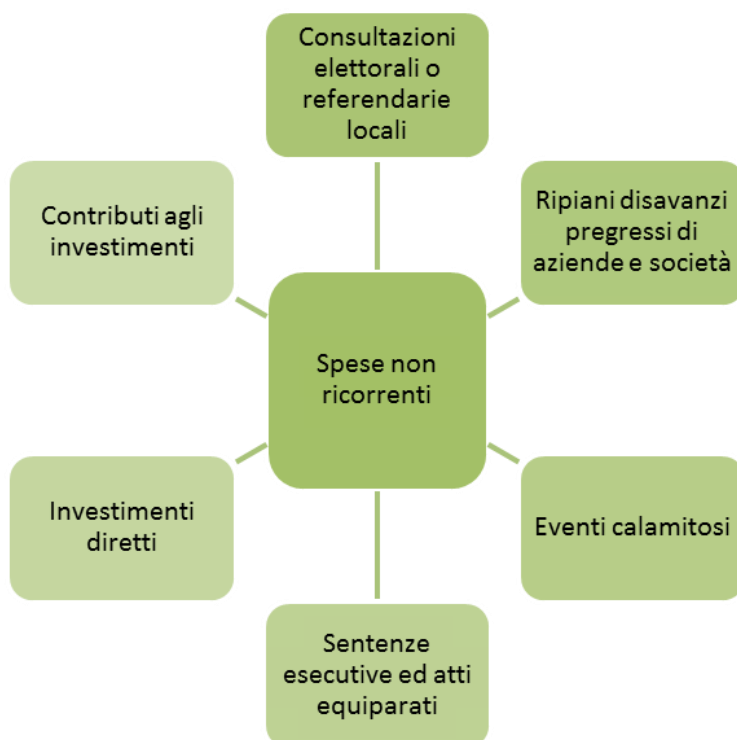 Consultazioni
elettorali o
referendarie
locali
Contributi agli
investimenti
Ripiani disavanzi
pregressi di
aziende e società
Spese non
ricorrenti
Investimenti
diretti
Eventi calamitosi
Sentenze
esecutive ed atti
equiparati